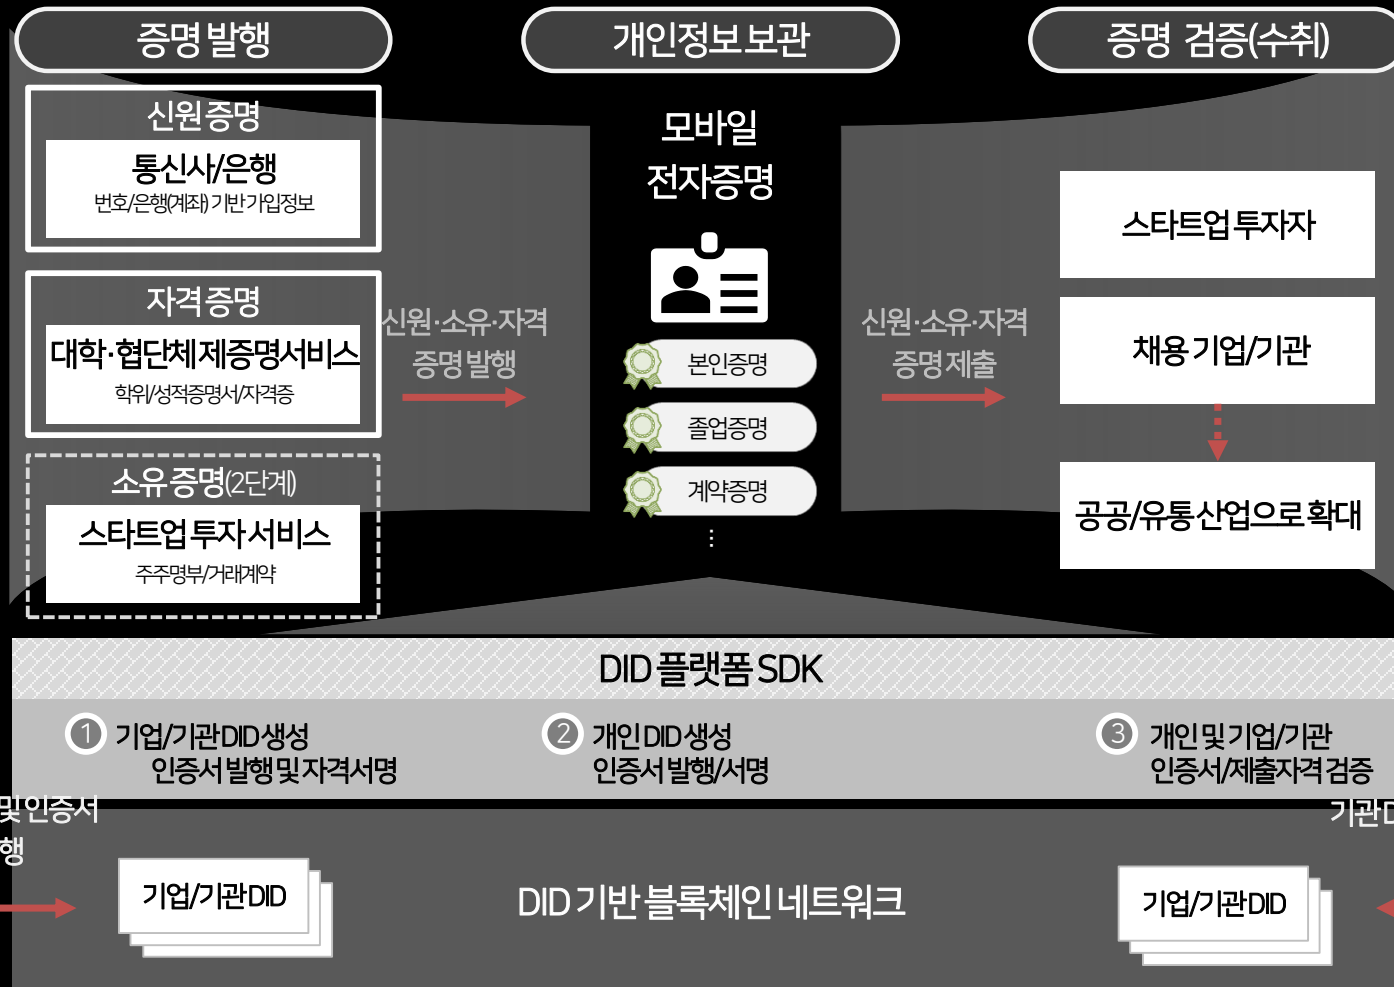 증명 발행
개인정보 보관
증명 검증(수취)
신원 증명
통신사/은행
번호/은행(계좌) 기반 가입정보
자격 증명
대학·협단체 제증명서비스
학위/성적증명서/자격증
소유 증명(2단계)
스타트업 투자 서비스
주주명부/거래계약
신원·소유·자격
증명 발행
모바일
전자증명
본인증명
졸업증명
계약증명
...
신원·소유·자격
증명 제출
스타트업 투자자
채용 기업/기관
공공/유통 산업으로 확대
DID 플랫폼 SDK
1 기업/기관 DID 생성
인증서 발행 및 자격서명
2 개인 DID 생성
인증서 발행/서명
3 개인 및 기업/기관
인증서/제출자격 검증
및 인증서
행
기관 D
기업/기관 DID
DID 기반 블록체인 네트워크
기업/기관 DID